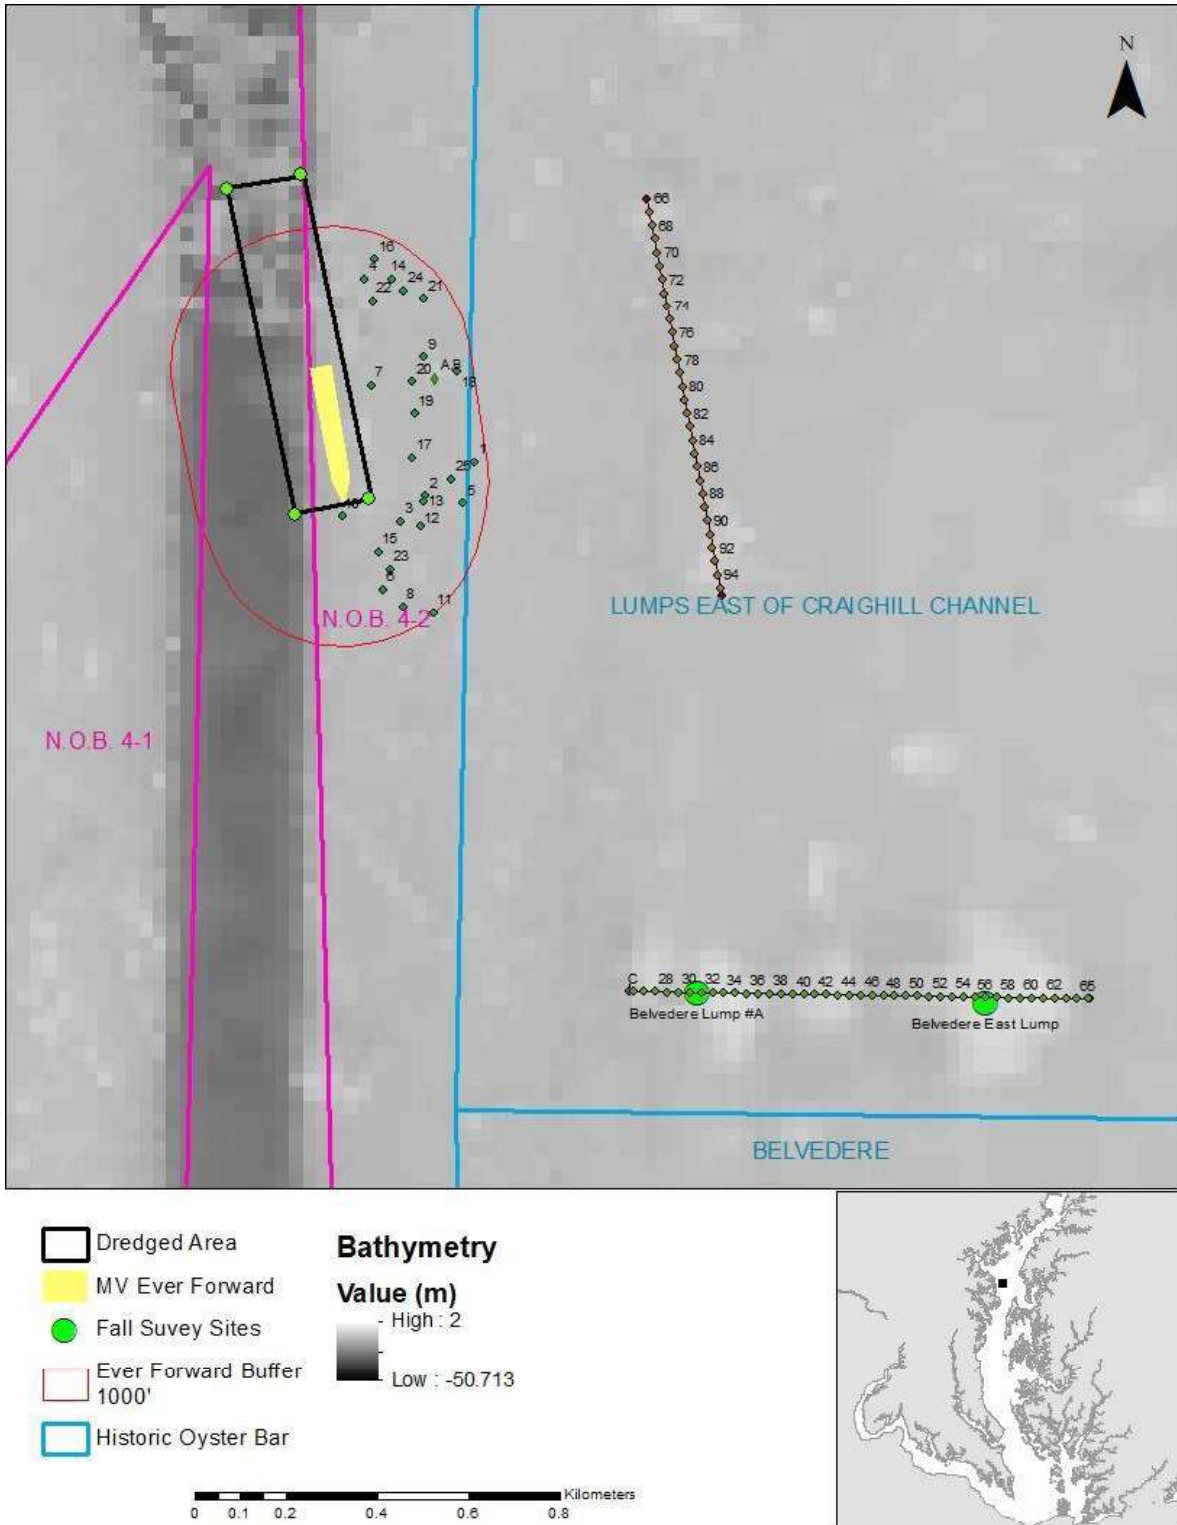 N
66
68
70
72
74
76
78
80
82
84
86
88
90
92
94
16
4 14
24
22 21
9
A,B
7 20
18
19
17
1
25
2 5
13
3
12
15
23
6
8
11
N.O.B. 4-2
LUMPS EAST OF CRAIGHILL CHANNEL
N.O.B. 4-1
C 28 30 32 34 36 38 40 42 44 46 48 50 52 54 56 58 60 62 65
Belvedere Lump #A
Belvedere East Lump
BELVEDERE
Dredged Area
MV Ever Forward
Fall Suvey Sites
Ever Forward Buffer
1000'
Historic Oyster Bar
Bathymetry
Value (m)
High : 2
Low : -50.713
Kilometers
0 0.1 0.2 0.4 0.6 0.8